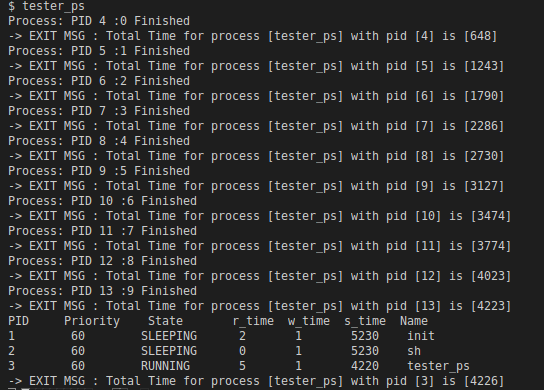 $ tester_ps
Process: PID 4 :0 Finished
-> EXIT MSG : Total Time for process [tester_ps] with pid [4] is [648]
Process: PID 5 :1 Finished
-> EXIT MSG : Total Time for process [tester_ps] with pid [5] is [1243]
Process: PID 6 :2 Finished
-> EXIT MSG : Total Time for process [tester_ps] with pid [6] is [1790]
Process: PID 7 :3 Finished
-> EXIT MSG : Total Time for process [tester_ps] with pid [7] is [2286]
Process: PID 8 :4 Finished
-> EXIT MSG : Total Time for process [tester_ps] with pid [8] is [2730]
Process: PID 9 :5 Finished
-> EXIT MSG : Total Time for process [tester_ps] with pid [9] is [3127]
Process: PID 10 :6 Finished
-> EXIT MSG : Total Time for process [tester_ps] with pid [10] is [3474]
Process: PID 11 :7 Finished
-> EXIT MSG : Total Time for process [tester_ps] with pid [11] is [3774]
Process: PID 12 :8 Finished
-> EXIT MSG : Total Time for process [tester_ps] with pid [12] is [4023]
Process: PID 13 :9 Finished
-> EXIT MSG : Total Time for process [tester_ps] with pid [13] is [4223]
PID Priority State r_time w_time s_time Name
1 60 SLEEPING 2 1 5230 init
2 60 SLEEPING 0 1 5230 sh
3 60 RUNNING 5 1 4220 tester_ps
-> EXIT MSG : Total Time for process [tester_ps] with pid [3] is [4226]